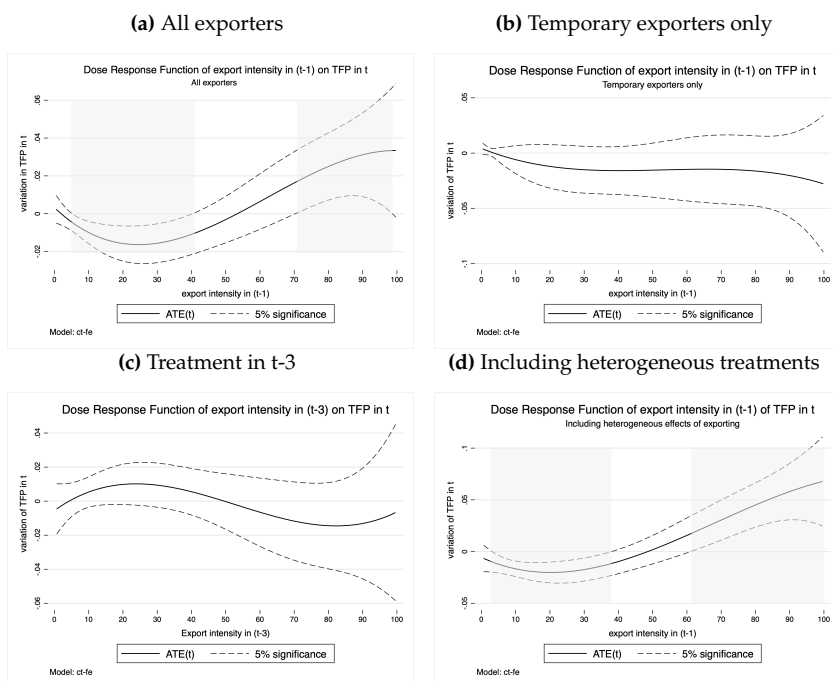 (a) All exporters
Dose Response Function of export intensity in (t-1) on TFP in t
All exporters
variation in TFP in t
.06
.04
.02
0
-.02
0 10 20 30 40 50 60 70 80 90 100
export intensity in (t-1)
ATE(t) 5% significance
Model: ct-fe
(b) Temporary exporters only
Dose Response Function of export intensity in (t-1) on TFP in t
Temporary exporters only
variation of TFP in t
.05
0
-.05
-.1
0 10 20 30 40 50 60 70 80 90 100
export intensity in (t-1)
ATE(t) 5% significance
Model: ct-fe
(c) Treatment in t-3
Dose Response Function of export intensity in (t-3) on TFP in t
variation of TFP in t
.04
.02
0
-.02
-.04
-.06
0 10 20 30 40 50 60 70 80 90 100
Export intensity in (t-3)
ATE(t) 5% significance
Model: ct-fe
(d) Including heterogeneous treatments
Dose Response Function of export intensity in (t-1) of TFP in t
Including heterogeneous effects of exporting
variation of TFP in t
.1
.05
0
-.05
0 10 20 30 40 50 60 70 80 90 100
export intensity in (t-1)
ATE(t) 5% significance
Model: ct-fe